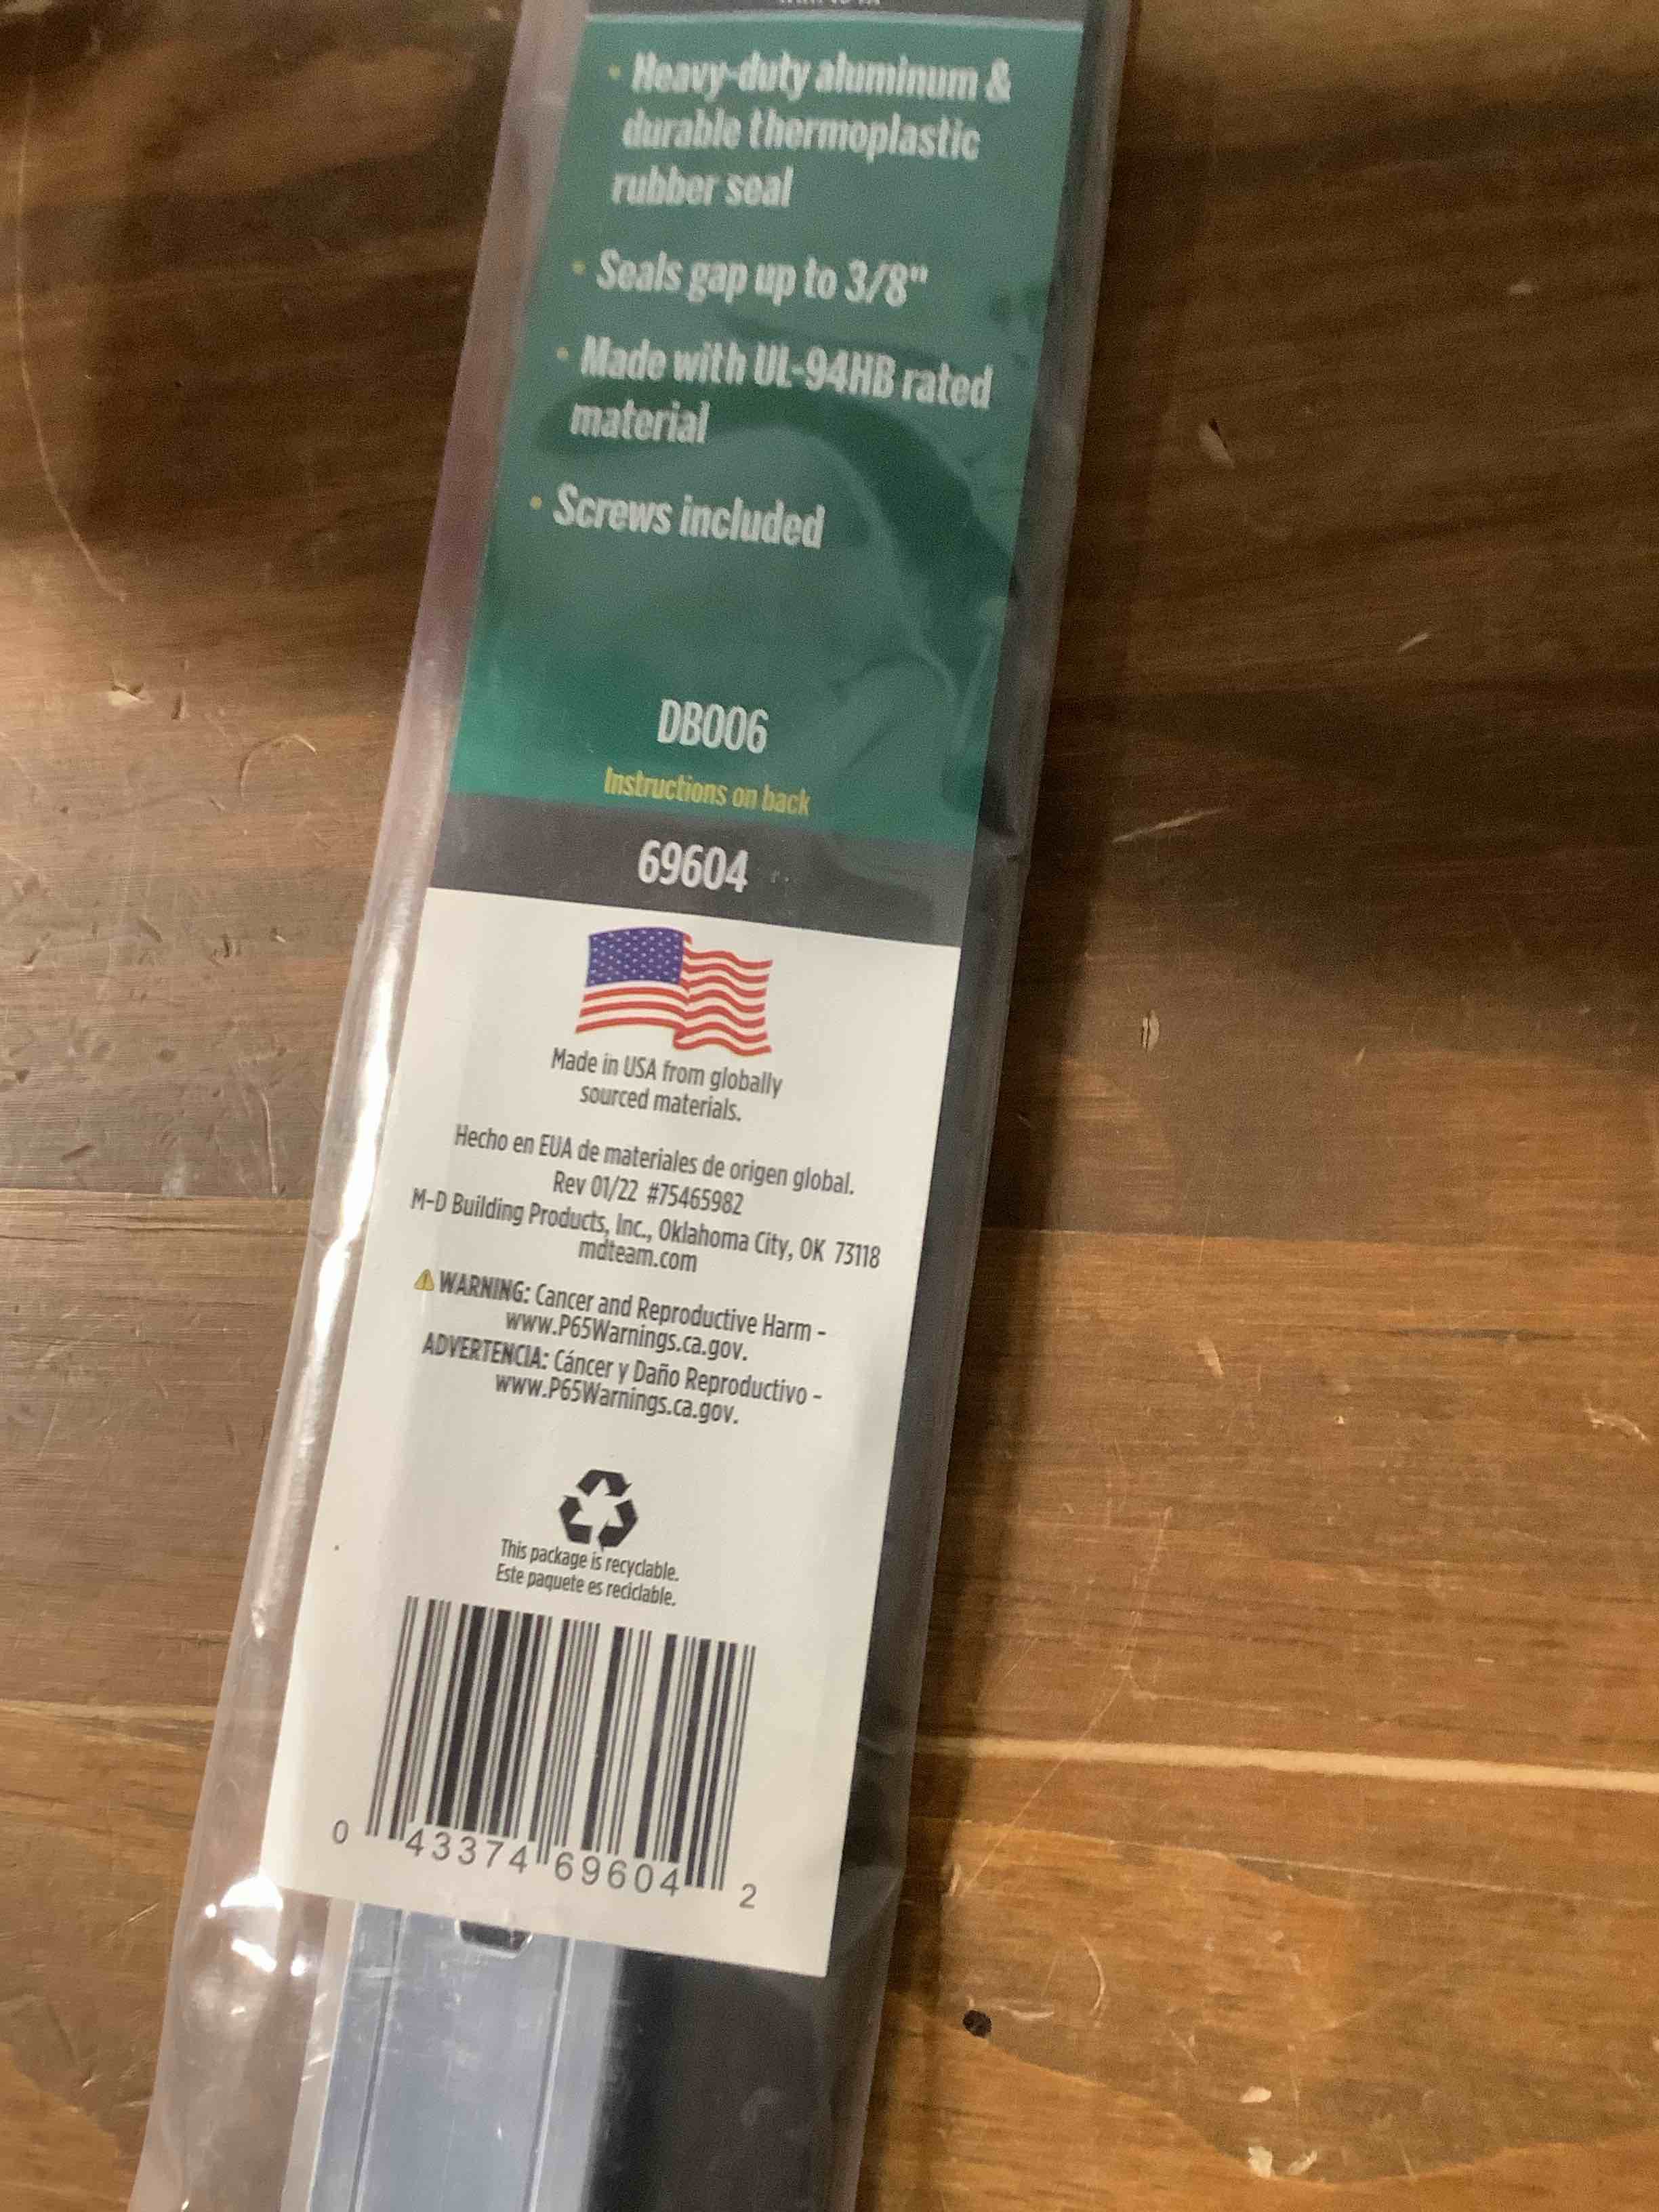 • Heavy-duty aluminum &
durable thermoplastic
rubber seal
• Seals gap up to 3/8"
• Made with UL-94HB rated
material
• Screws included
DB006
Instructions on back
69604
Made in USA from globally
sourced materials.
Hecho en EUA de materiales de origen global.
Rev 01/22 #75465982
M-D Building Products, Inc., Oklahoma City, OK 73118
mdteam.com
⚠ WARNING: Cancer and Reproductive Harm -
www.P65Warnings.ca.gov.
ADVERTENCIA: Cáncer y Daño Reproductivo -
www.P65Warnings.ca.gov.
This package is recyclable.
Este paquete es reciclable.
0 43374 69604 2